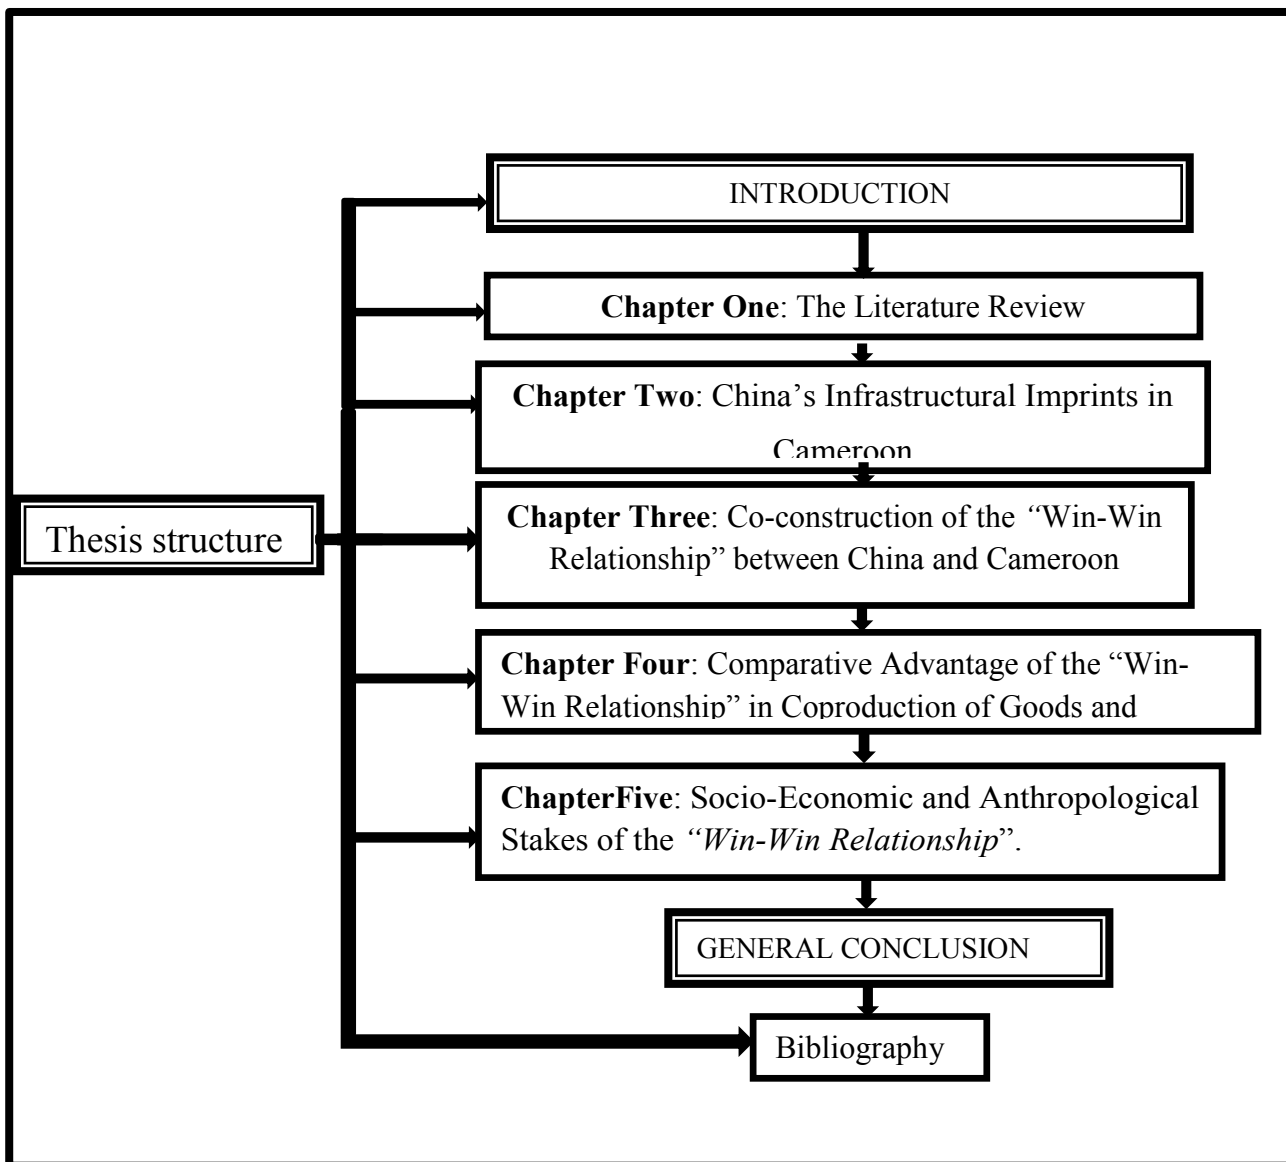 INTRODUCTION
Chapter One: The Literature Review
Chapter Two: China’s Infrastructural Imprints in
Cameroon
Thesis structure
Chapter Three: Co-construction of the “Win-Win
Relationship” between China and Cameroon
Chapter Four: Comparative Advantage of the “Win-
Win Relationship” in Coproduction of Goods and
ChapterFive: Socio-Economic and Anthropological
Stakes of the “Win-Win Relationship”.
GENERAL CONCLUSION
Bibliography